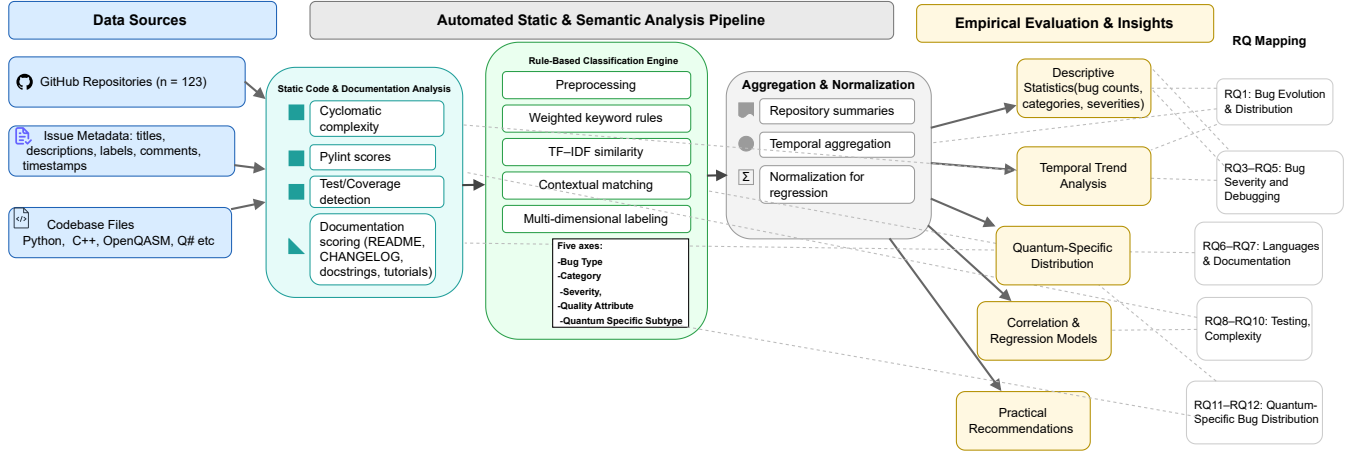 Data Sources
Automated Static & Semantic Analysis Pipeline
Empirical Evaluation & Insights
RQ Mapping
GitHub Repositories (n = 123)
Issue Metadata: titles,
descriptions, labels, comments,
timestamps
</>
Codebase Files
Python, C++, OpenQASM, Q# etc
Static Code & Documentation Analysis
Cyclomatic
complexity
Pylint scores
Test/Coverage
detection
Documentation
scoring (README,
CHANGELOG,
docstrings, tutorials)
Rule-Based Classification Engine
Preprocessing
Weighted keyword rules
TF–IDF similarity
Contextual matching
Multi-dimensional labeling
Five axes:
-Bug Type
-Category
-Severity,
-Quality Attribute
-Quantum Specific Subtype
Aggregation & Normalization
Repository summaries
Temporal aggregation
Σ
Normalization for
regression
Descriptive
Statistics(bug counts,
categories, severities)
Temporal Trend
Analysis
Quantum-Specific
Distribution
Correlation &
Regression Models
Practical
Recommendations
RQ1: Bug Evolution
& Distribution
RQ3–RQ5: Bug
Severity and
Debugging
RQ6–RQ7: Languages
& Documentation
RQ8–RQ10: Testing,
Complexity
RQ11–RQ12: Quantum-
Specific Bug Distribution